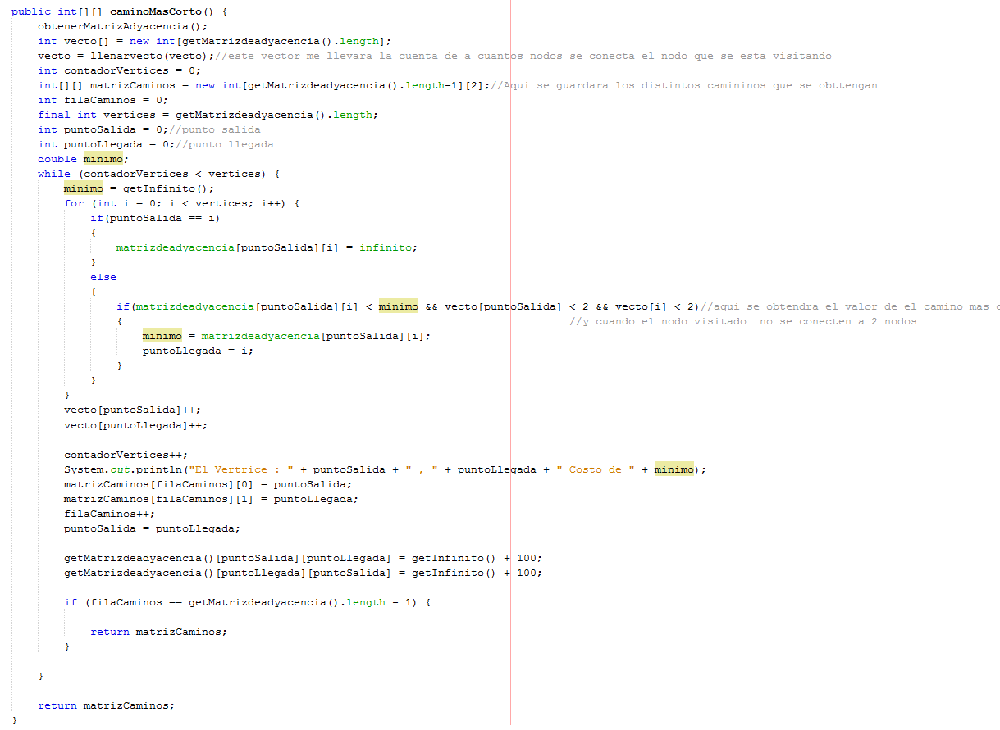 public int[][] caminoMasCorto() {
obtenerMatrizAdyacencia();
int vecto[] = new int[getMatrizdeadyacencia().length];
vecto = llenarvecto(vecto);//este vector me llevara la cuenta de a cuantos nodos se conecta el nodo que se esta visitando
int contadorVertices = 0;
int[][] matrizCaminos = new int[getMatrizdeadyacencia().length-1][2];//Aqui se guardara los distintos camininos que se obttengan
int filaCaminos = 0;
final int vertices = getMatrizdeadyacencia().length;
int puntoSalida = 0;//punto salida
int puntoLlegada = 0;//punto llegada
double minimo;
while (contadorVertices < vertices) {
minimo = getInfinito();
for (int i = 0; i < vertices; i++) {
if(puntoSalida == i)
{
matrizdeadyacencia[puntoSalida][i] = infinito;
}
else
{
if(matrizdeadyacencia[puntoSalida][i] < minimo && vecto[puntoSalida] < 2 && vecto[i] < 2)//aqui se obtendra el valor de el camino mas
{ //y cuando el nodo visitado  no se conecten a 2 nodos
minimo = matrizdeadyacencia[puntoSalida][i];
puntoLlegada = i;
}
}
}
vecto[puntoSalida]++;
vecto[puntoLlegada]++;
contadorVertices++;
System.out.println("El Vertrice : " + puntoSalida + " , " + puntoLlegada + " Costo de " + minimo);
matrizCaminos[filaCaminos][0] = puntoSalida;
matrizCaminos[filaCaminos][1] = puntoLlegada;
filaCaminos++;
puntoSalida = puntoLlegada;
getMatrizdeadyacencia()[puntoSalida][puntoLlegada] = getInfinito() + 100;
getMatrizdeadyacencia()[puntoLlegada][puntoSalida] = getInfinito() + 100;
if (filaCaminos == getMatrizdeadyacencia().length - 1) {
return matrizCaminos;
}
}
return matrizCaminos;
}